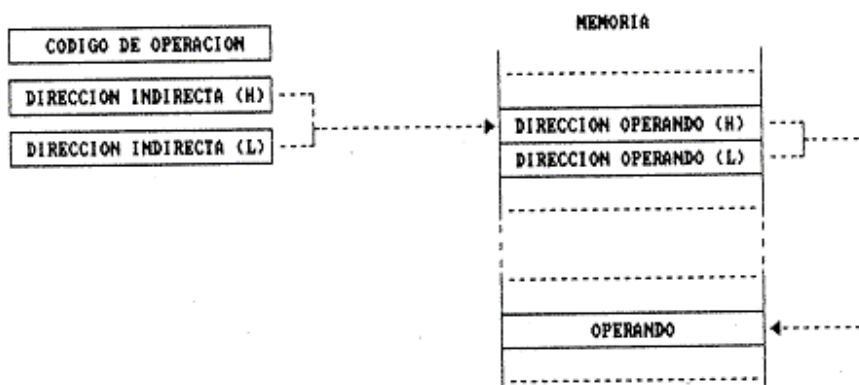 MEMORIA
CODIGO DE OPERACION
DIRECCION INDIRECTA (H)
DIRECCION INDIRECTA (L)
DIRECCION OPERANDO (H)
DIRECCION OPERANDO (L)
OPERANDO